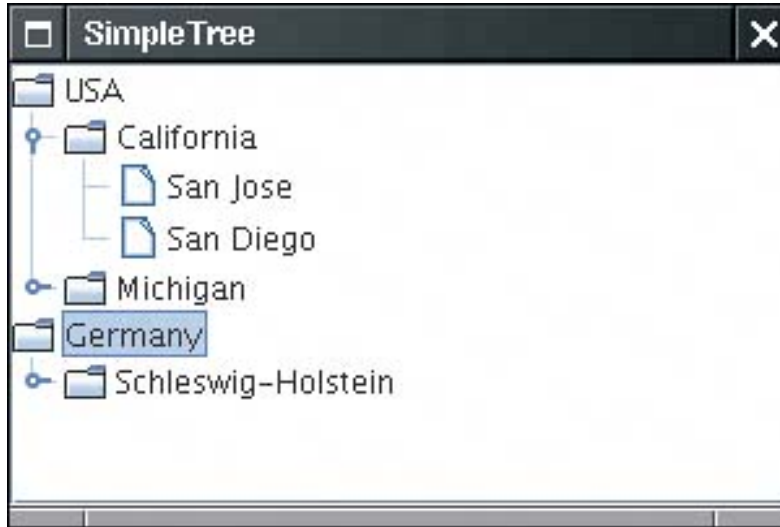 SimpleTree
USA
California
San Jose
San Diego
Michigan
Germany
Schleswig-Holstein